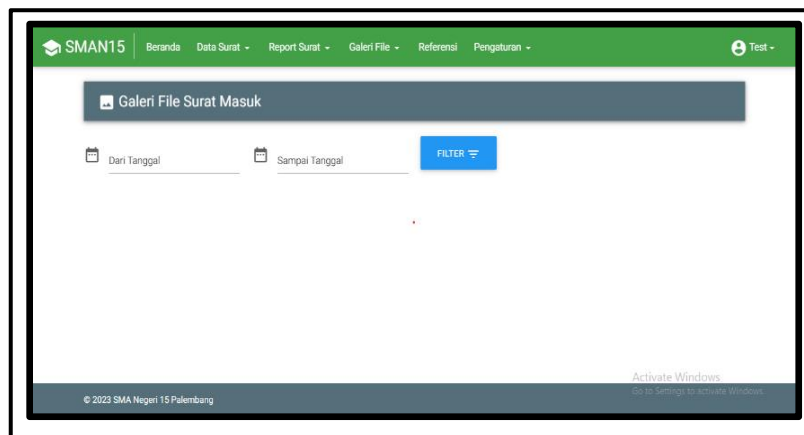 SMAN15 Beranda Data Surat Report Surat Galeri File Referensi Pengaturan Test
Galeri File Surat Masuk
Dari Tanggal Sampai Tanggal FILTER
Activate Windows
Go to Settings to activate Windows.
© 2023 SMA Negeri 15 Palembang